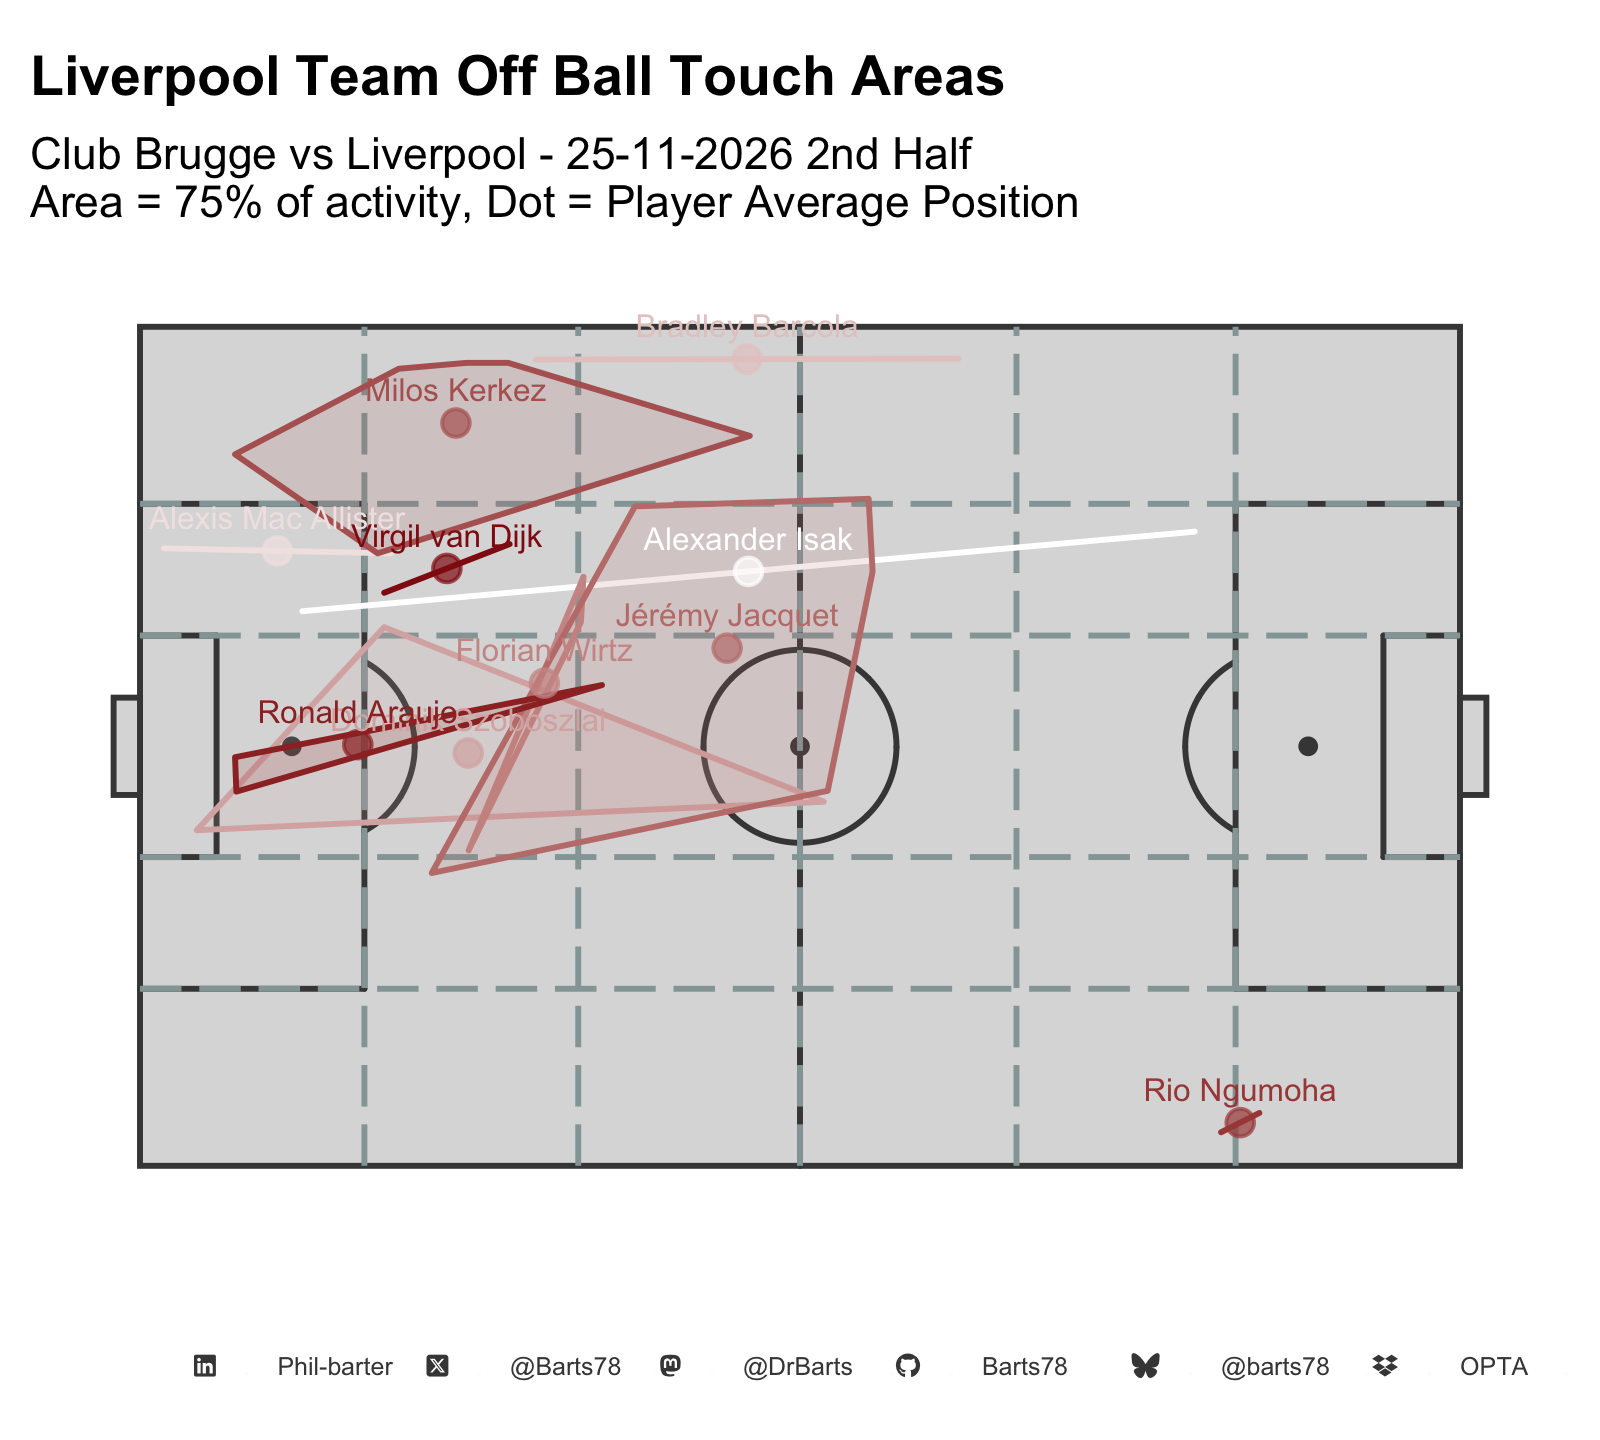 Liverpool Team Off Ball Touch Areas
Club Brugge vs Liverpool - 25-11-2026 2nd Half
Area = 75% of activity, Dot = Player Average Position
Bradley Barcola
Milos Kerkez
Alexis Mac Allister
Virgil van Dijk
Alexander Isak
Jérémy Jacquet
Florian Wirtz
Ronald Araujo
Dominik Szoboszlai
Rio Ngumoha
Phil-barter @Barts78 @DrBarts Barts78 @barts78 OPTA